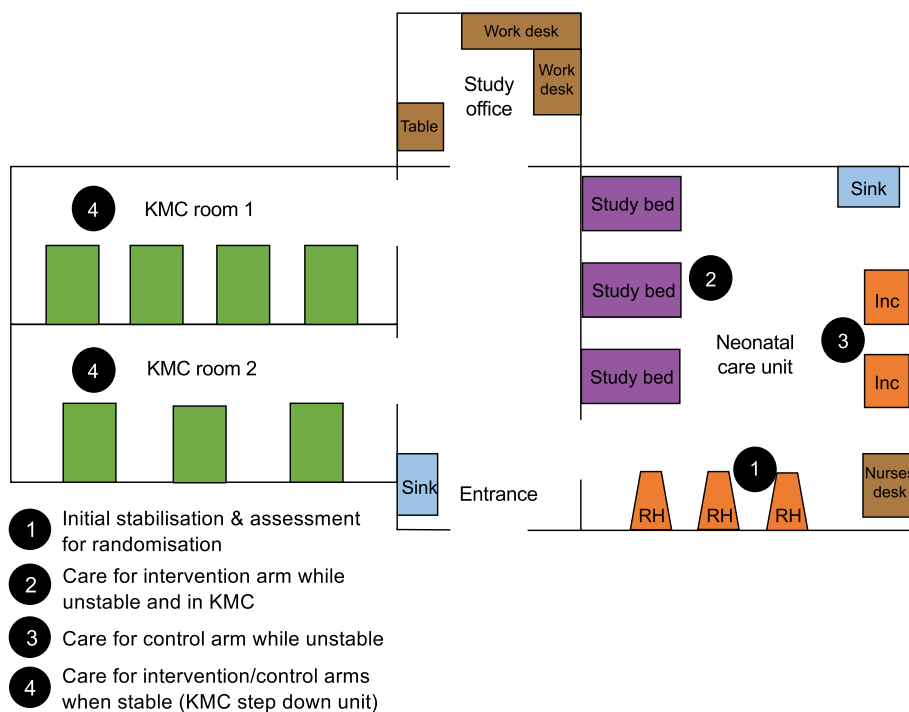 Work desk
Work
desk
Study
office
Table
4
KMC room 1
Study bed
Sink
Study bed
2
Inc
Neonatal
care unit
3
4
KMC room 2
Study bed
Inc
Sink
Entrance
1
RH
RH
RH
Nurses
desk
1 Initial stabilisation & assessment
for randomisation
2 Care for intervention arm while
unstable and in KMC
3 Care for control arm while unstable
4 Care for intervention/control arms
when stable (KMC step down unit)